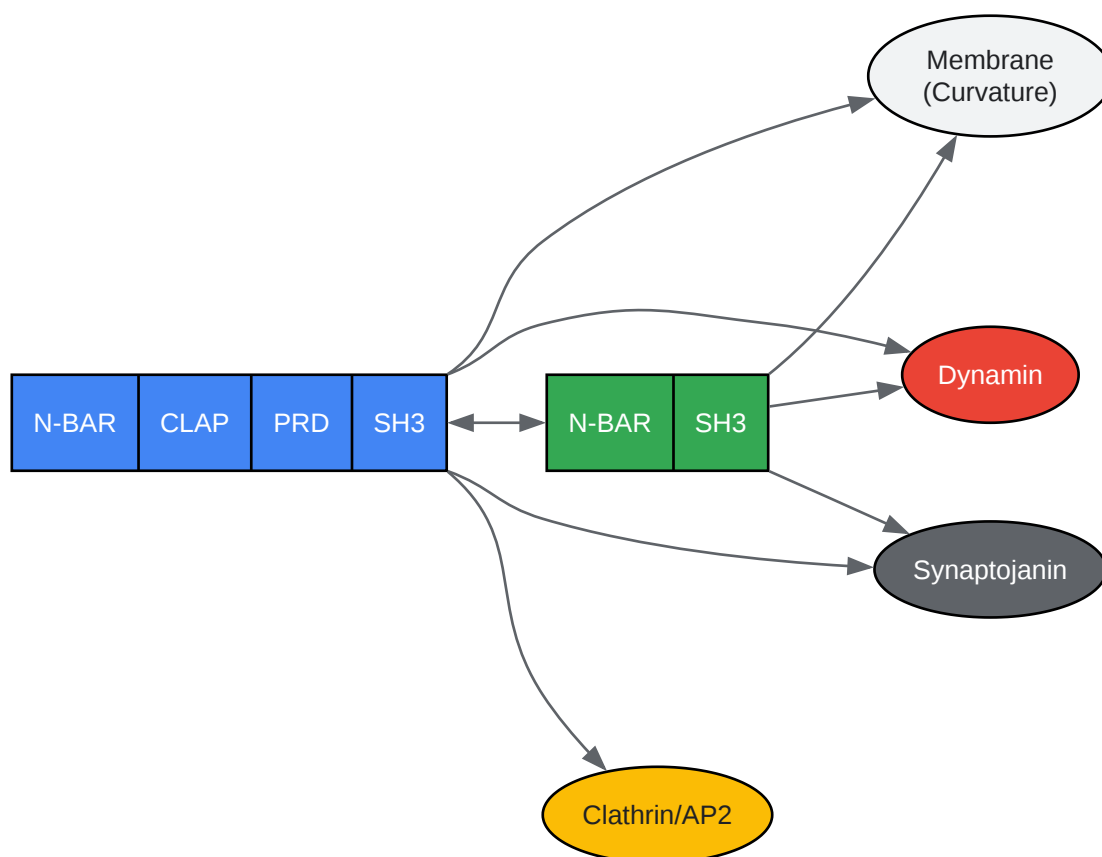 Membrane
(Curvature)
Dynamin
N-BAR CLAP PRD SH3
N-BAR SH3
Synaptojanin
Clathrin/AP2